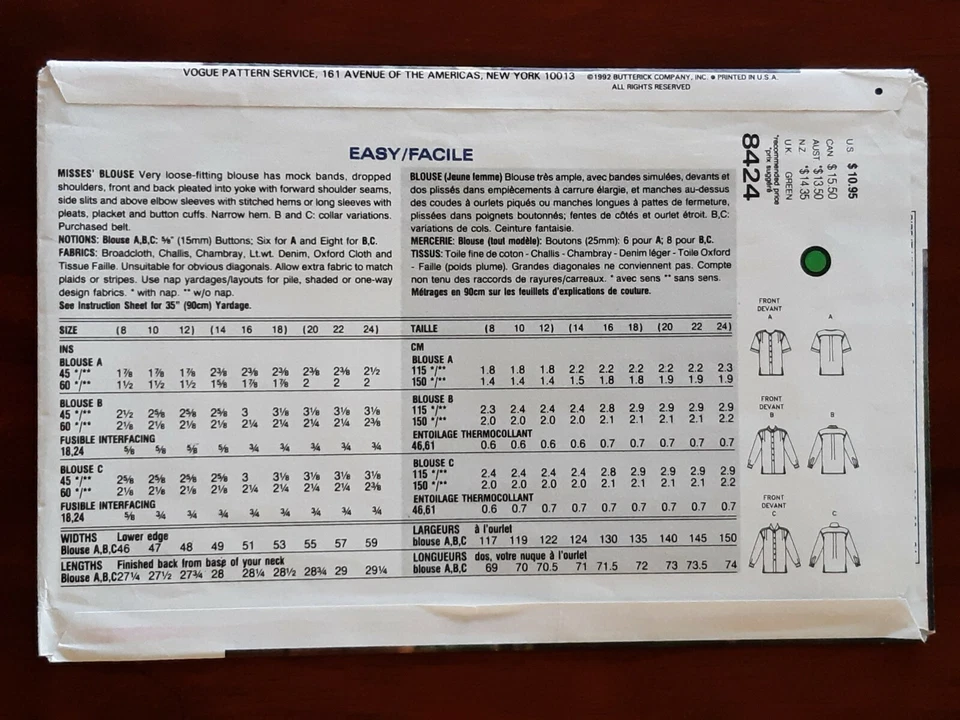 VOGUE PATTERN SERVICE, 161 AVENUE OF THE AMERICAS, NEW YORK 10013 ©1992 BUTTERICK COMPANY, INC. ● PRINTED IN U.S.A.
ALL RIGHTS RESERVED
EASY/FACILE
MISSES' BLOUSE Very loose-fitting blouse has mock bands, dropped
shoulders, front and back pleated into yoke with forward shoulder seams,
side slits and above elbow sleeves with stitched hems or long sleeves with
pleats, placket and button cuffs. Narrow hem. B and C: collar variations.
Purchased belt.
NOTIONS: Blouse A,B,C: ⅝" (15mm) Buttons; Six for A and Eight for B,C.
FABRICS: Broadcloth, Challis, Chambray, Lt.wt. Denim, Oxford Cloth and
Tissue Faille. Unsuitable for obvious diagonals. Allow extra fabric to match
plaids or stripes. Use nap yardages/layouts for pile, shaded or one-way
design fabrics. * with nap. ** w/o nap.
See Instruction Sheet for 35" (90cm) Yardage.
SIZE (8 10 12) (14 16 18) (20 22 24)
INS
BLOUSE A
45 */** 1⅞ 1⅞ 1⅞ 2⅜ 2⅜ 2⅜ 2⅜ 2⅜ 2½
60 */** 1½ 1½ 1½ 1⅝ 1⅞ 1⅞ 2 2 2
BLOUSE B
45 */** 2½ 2⅝ 2⅝ 2⅝ 3 3⅛ 3⅛ 3⅛ 3⅛
60 */** 2⅛ 2⅛ 2⅛ 2⅛ 2¼ 2¼ 2¼ 2¼ 2⅜
FUSIBLE INTERFACING
18,24 ⅝ ⅝ ⅝ ⅝ ¾ ¾ ¾ ¾ ¾
BLOUSE C
45 */** 2⅝ 2⅝ 2⅝ 2⅝ 3 3⅛ 3⅛ 3⅛ 3⅛
60 */** 2⅛ 2⅛ 2⅛ 2⅛ 2¼ 2¼ 2¼ 2¼ 2⅜
FUSIBLE INTERFACING
18,24 ⅝ ¾ ¾ ¾ ¾ ¾ ¾ ¾ ¾
WIDTHS Lower edge
Blouse A,B,C 46 47 48 49 51 53 55 57 59
LENGTHS Finished back from base of your neck
Blouse A,B,C 27¼ 27½ 27¾ 28 28¼ 28½ 28¾ 29 29¼
BLOUSE (Jeune femme) Blouse très ample, avec bandes simulées, devants et
dos plissés dans empiècements à carrure élargie, et manches au-dessus
des coudes à ourlets piqués ou manches longues à pattes de fermeture,
plissées dans poignets boutonnés; fentes de côtés et ourlet étroit. B,C:
variations de cols. Ceinture fantaisie.
MERCERIE: Blouse (tout modèle): Boutons (25mm): 6 pour A; 8 pour B,C.
TISSUS: Toile fine de coton - Challis - Chambray - Denim léger - Toile Oxford
- Faille (poids plume). Grandes diagonales ne conviennent pas. Compte
non tenu des raccords de rayures/carreaux. * avec sens ** sans sens.
Métrages en 90cm sur les feuillets d'explications de couture.
TAILLE (8 10 12) (14 16 18) (20 22 24)
CM
BLOUSE A
115 */** 1.8 1.8 1.8 2.2 2.2 2.2 2.2 2.2 2.3
150 */** 1.4 1.4 1.4 1.5 1.8 1.8 1.9 1.9 1.9
BLOUSE B
115 */** 2.3 2.4 2.4 2.4 2.8 2.9 2.9 2.9 2.9
150 */** 2.0 2.0 2.0 2.0 2.1 2.1 2.1 2.1 2.2
ENTOILAGE THERMOCOLLANT
46,61 0.6 0.6 0.6 0.6 0.7 0.7 0.7 0.7 0.7
BLOUSE C
115 */** 2.4 2.4 2.4 2.4 2.8 2.9 2.9 2.9 2.9
150 */** 2.0 2.0 2.0 2.0 2.1 2.1 2.1 2.1 2.2
ENTOILAGE THERMOCOLLANT
46,61 0.6 0.7 0.7 0.7 0.7 0.7 0.7 0.7 0.7
LARGEURS à l'ourlet
blouse A,B,C 117 119 122 124 130 135 140 145 150
LONGUEURS dos, votre nuque à l'ourlet
blouse A,B,C 69 70 70.5 71 71.5 72 73 73.5 74
U.S. $10.95
CAN $15.50
AUST *$13.50
N.Z. *$14.35
U.K. GREEN
*recommended price
*prix suggéré
8424
FRONT
DEVANT
A
A
FRONT
DEVANT
B
B
FRONT
DEVANT
C
C